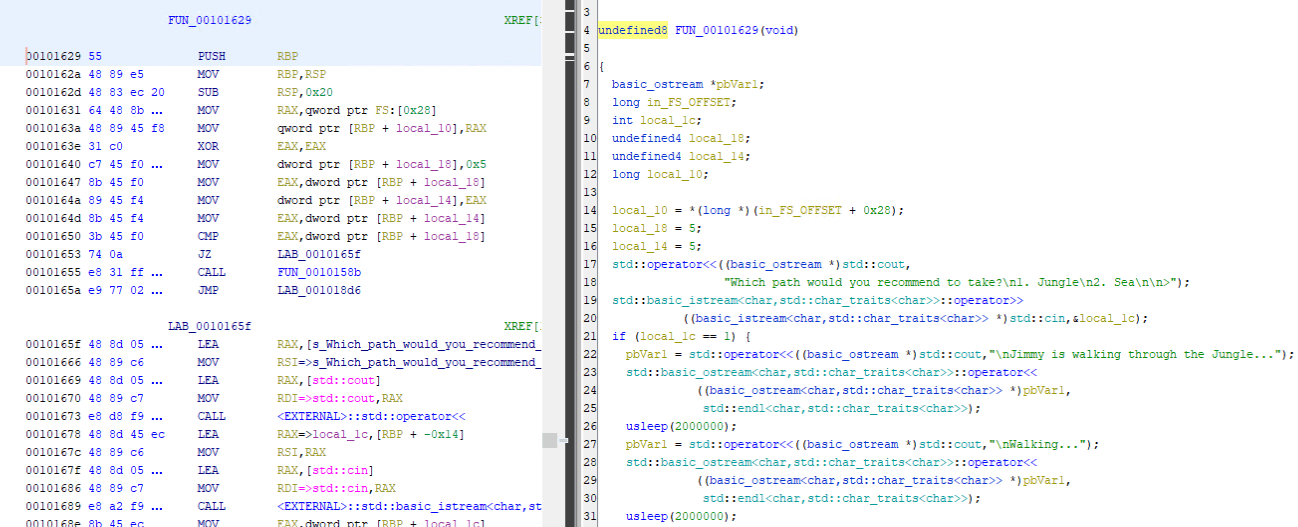 FUN_00101629 XREF[
00101629 55 PUSH RBP
0010162a 48 89 e5 MOV RBP,RSP
0010162d 48 83 ec 20 SUB RSP,0x20
00101631 64 48 8b ... MOV RAX,qword ptr FS:[0x28]
0010163a 48 89 45 f8 MOV qword ptr [RBP + local_10],RAX
0010163e 31 c0 XOR EAX,EAX
00101640 c7 45 f0 ... MOV dword ptr [RBP + local_18],0x5
00101647 8b 45 f0 MOV EAX,dword ptr [RBP + local_18]
0010164a 89 45 f4 MOV dword ptr [RBP + local_14],EAX
0010164d 8b 45 f4 MOV EAX,dword ptr [RBP + local_14]
00101650 3b 45 f0 CMP EAX,dword ptr [RBP + local_18]
00101653 74 0a JZ LAB_0010165f
00101655 e8 31 ff ... CALL FUN_0010158b
0010165a e9 77 02 ... JMP LAB_001018d6
LAB_0010165f XREF[
0010165f 48 8d 05 ... LEA RAX,[s_Which_path_would_you_recommend_
00101666 48 89 c6 MOV RSI=>s_Which_path_would_you_recommend_
00101669 48 8d 05 ... LEA RAX,[std::cout]
00101670 48 89 c7 MOV RDI=>std::cout,RAX
00101673 e8 d8 f9 ... CALL <EXTERNAL>::std::operator<<
00101678 48 8d 45 ec LEA RAX=>local_1c,[RBP + -0x14]
0010167c 48 89 c6 MOV RSI,RAX
0010167f 48 8d 05 ... LEA RAX,[std::cin]
00101686 48 89 c7 MOV RDI=>std::cin,RAX
00101689 e8 a2 f9 ... CALL <EXTERNAL>::std::basic_istream<char,st
0010168e 8b 45 ec MOV EAX,dword ptr [RBP + local_1c]
3
4 undefined8 FUN_00101629(void)
5
6 {
7 basic_ostream *pbVar1;
8 long in_FS_OFFSET;
9 int local_1c;
10 undefined4 local_18;
11 undefined4 local_14;
12 long local_10;
13
14 local_10 = *(long *)(in_FS_OFFSET + 0x28);
15 local_18 = 5;
16 local_14 = 5;
17 std::operator<<((basic_ostream *)std::cout,
18 "Which path would you recommend to take?\n1. Jungle\n2. Sea\n\n>");
19 std::basic_istream<char,std::char_traits<char>>::operator>>
20 ((basic_istream<char,std::char_traits<char>> *)std::cin,&local_1c);
21 if (local_1c == 1) {
22 pbVar1 = std::operator<<((basic_ostream *)std::cout,"\nJimmy is walking through the Jungle...");
23 std::basic_ostream<char,std::char_traits<char>>::operator<<
24 ((basic_ostream<char,std::char_traits<char>> *)pbVar1,
25 std::endl<char,std::char_traits<char>>);
26 usleep(2000000);
27 pbVar1 = std::operator<<((basic_ostream *)std::cout,"\nWalking...");
28 std::basic_ostream<char,std::char_traits<char>>::operator<<
29 ((basic_ostream<char,std::char_traits<char>> *)pbVar1,
30 std::endl<char,std::char_traits<char>>);
31 usleep(2000000);